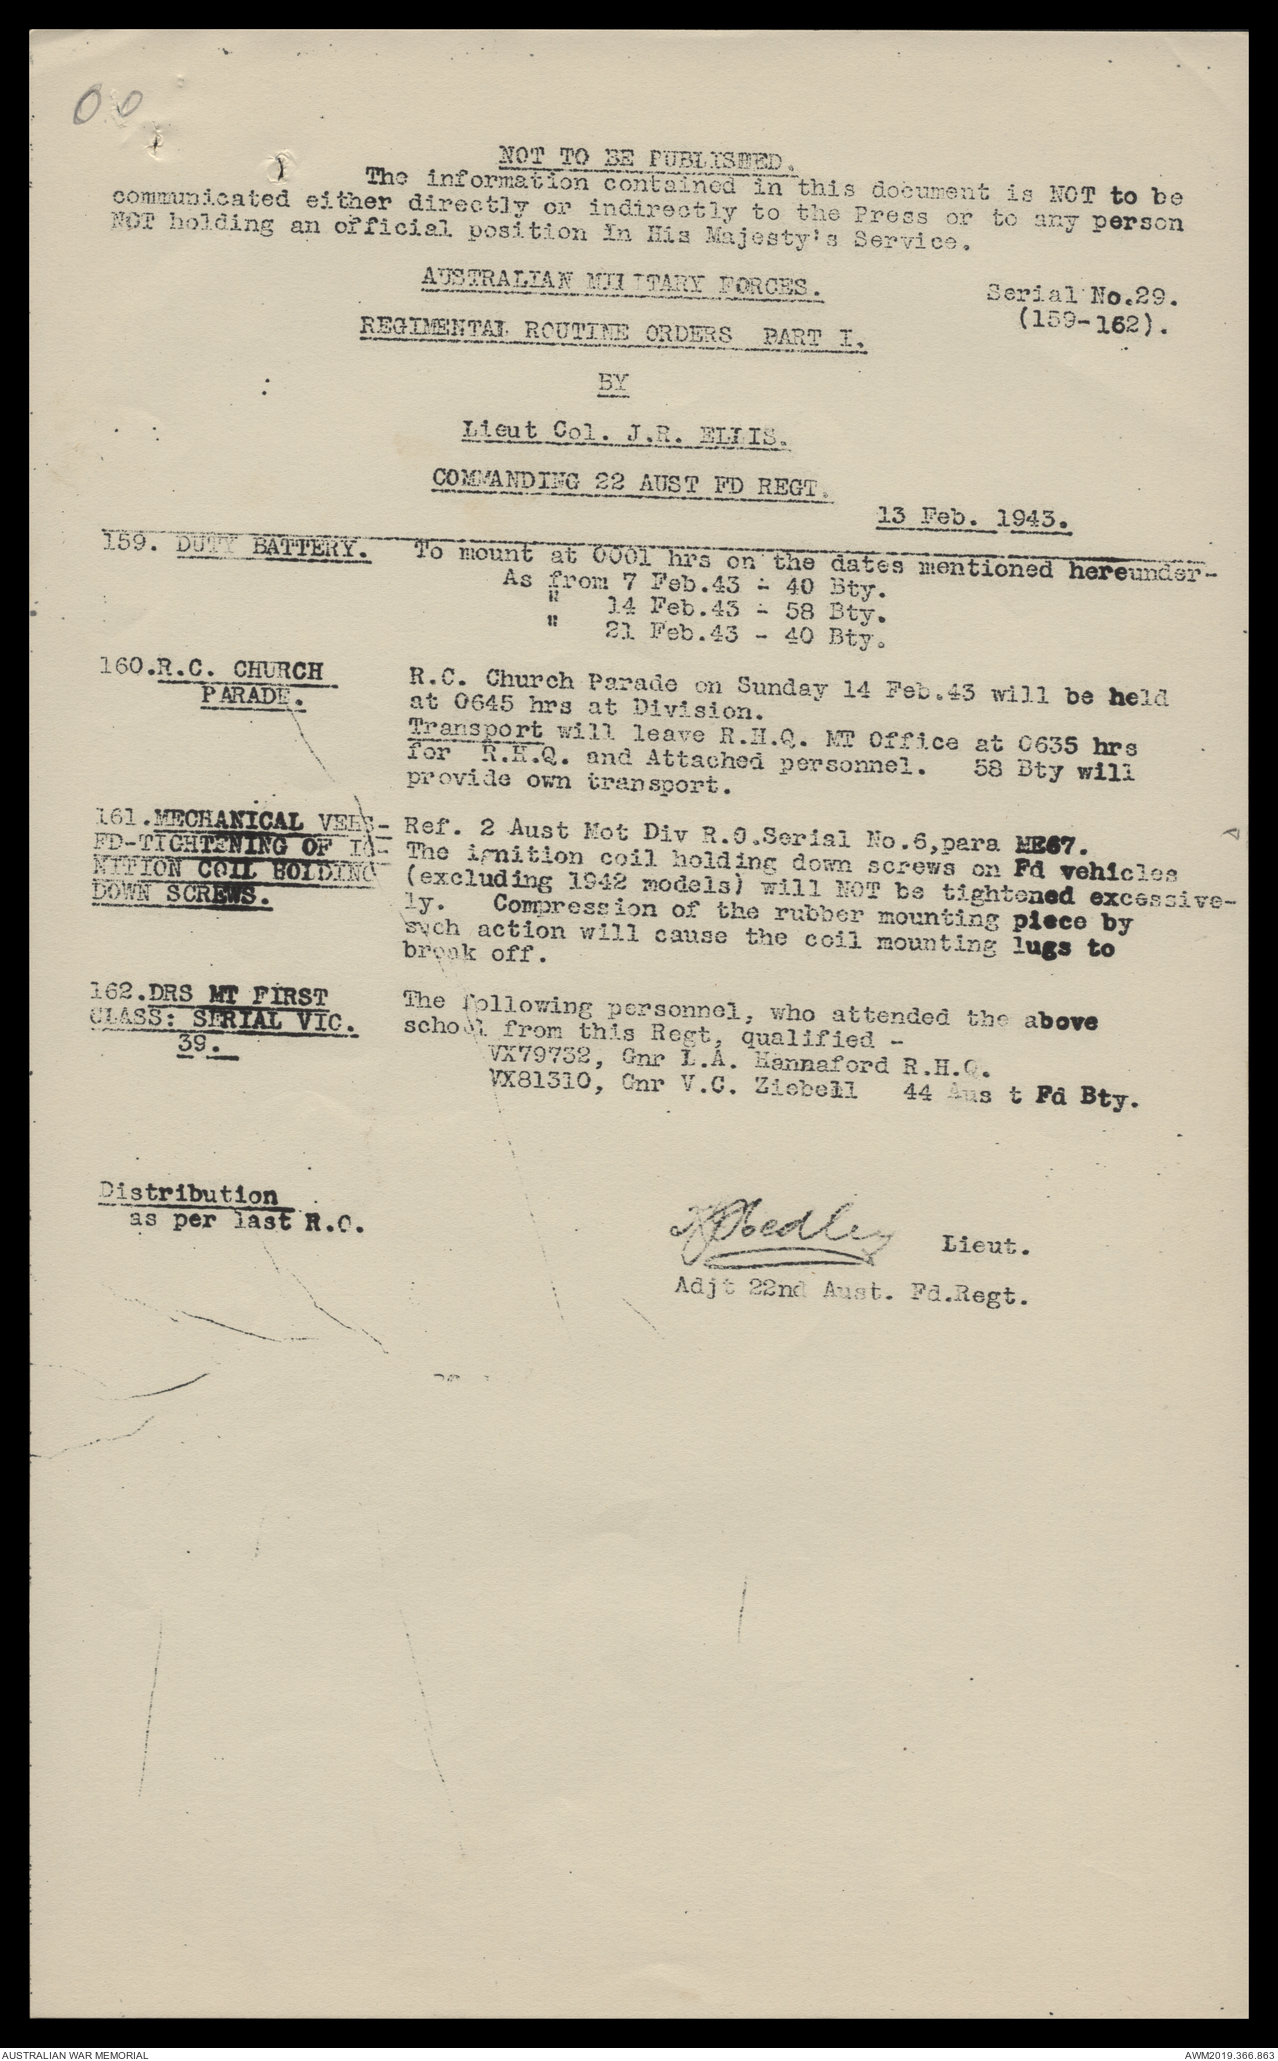 NOT TO BE PUBLISHED.
The information contained in this document is NOT to be
communicated either directly or indirectly to the Press or to any person
NOT holding an official position in His Majesty's Service.
AUSTRALIAN MILITARY FORCES.
Serial No.29.
(159-162).
REGIMENTAL ROUTINE ORDERS PART I.
BY
Lieut Col. J.R. ELLIS.
COMMANDING 22 AUST FD REGT.
13 Feb. 1943.
159. DUTY BATTERY. To mount at 0001 hrs on the dates mentioned hereunder-
As from 7 Feb.43 - 40 Bty.
" 14 Feb.43 - 58 Bty.
" 21 Feb.43 - 40 Bty.
160.R.C. CHURCH
PARADE.
R.C. Church Parade on Sunday 14 Feb.43 will be held
at 0645 hrs at Division.
Transport will leave R.H.Q. MT Office at 0635 hrs
for R.H.Q. and Attached personnel. 58 Bty will
provide own transport.
161.MECHANICAL VEHS-
FD-TIGHTENING OF IG-
NITION COIL HOLDING
DOWN SCREWS.
Ref. 2 Aust Mot Div R.O.Serial No.6,para ME67.
The ignition coil holding down screws on Fd vehicles
(excluding 1942 models) will NOT be tightened excessive-
ly. Compression of the rubber mounting piece by
such action will cause the coil mounting lugs to
break off.
162.DRS MT FIRST
CLASS: SERIAL VIC.
39.
The following personnel, who attended the above
school from this Regt, qualified -
VX79732, Gnr L.A. Hannaford R.H.Q.
VX81310, Gnr V.C. Ziebell 44 Aus t Fd Bty.
Distribution
as per last R.O.
Lieut.
Adjt 22nd Aust. Fd.Regt.
AUSTRALIAN WAR MEMORIAL
AWM2019.366.863